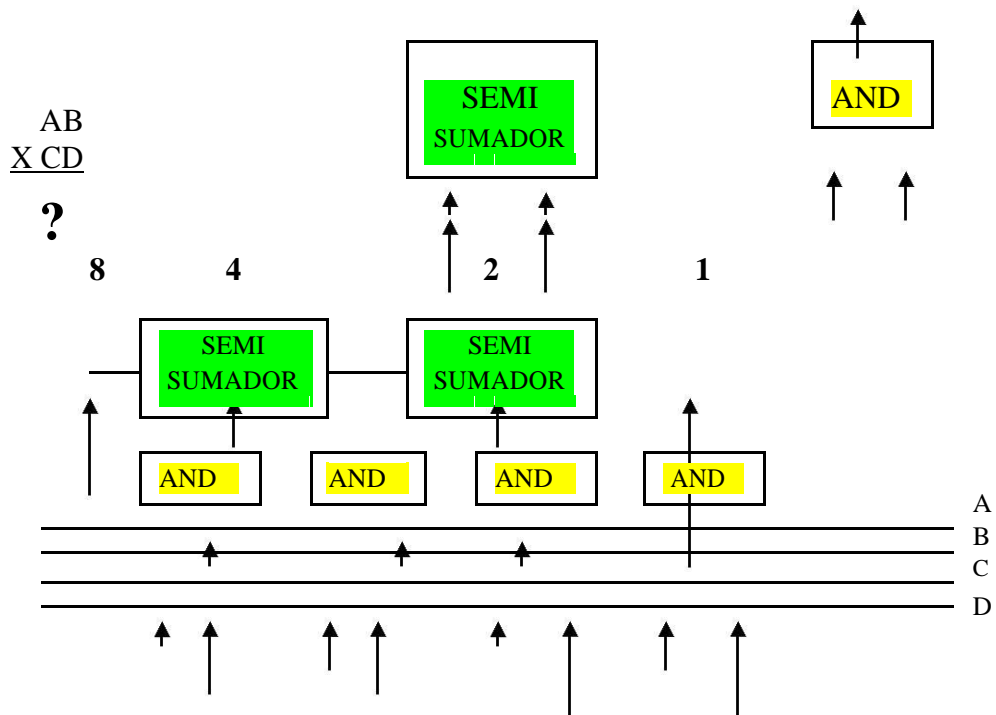 SEMI
SUMADOR
AND
AB
X CD
?
8 4 2 1
SEMI
SUMADOR
SEMI
SUMADOR
AND AND AND AND
A
B
C
D